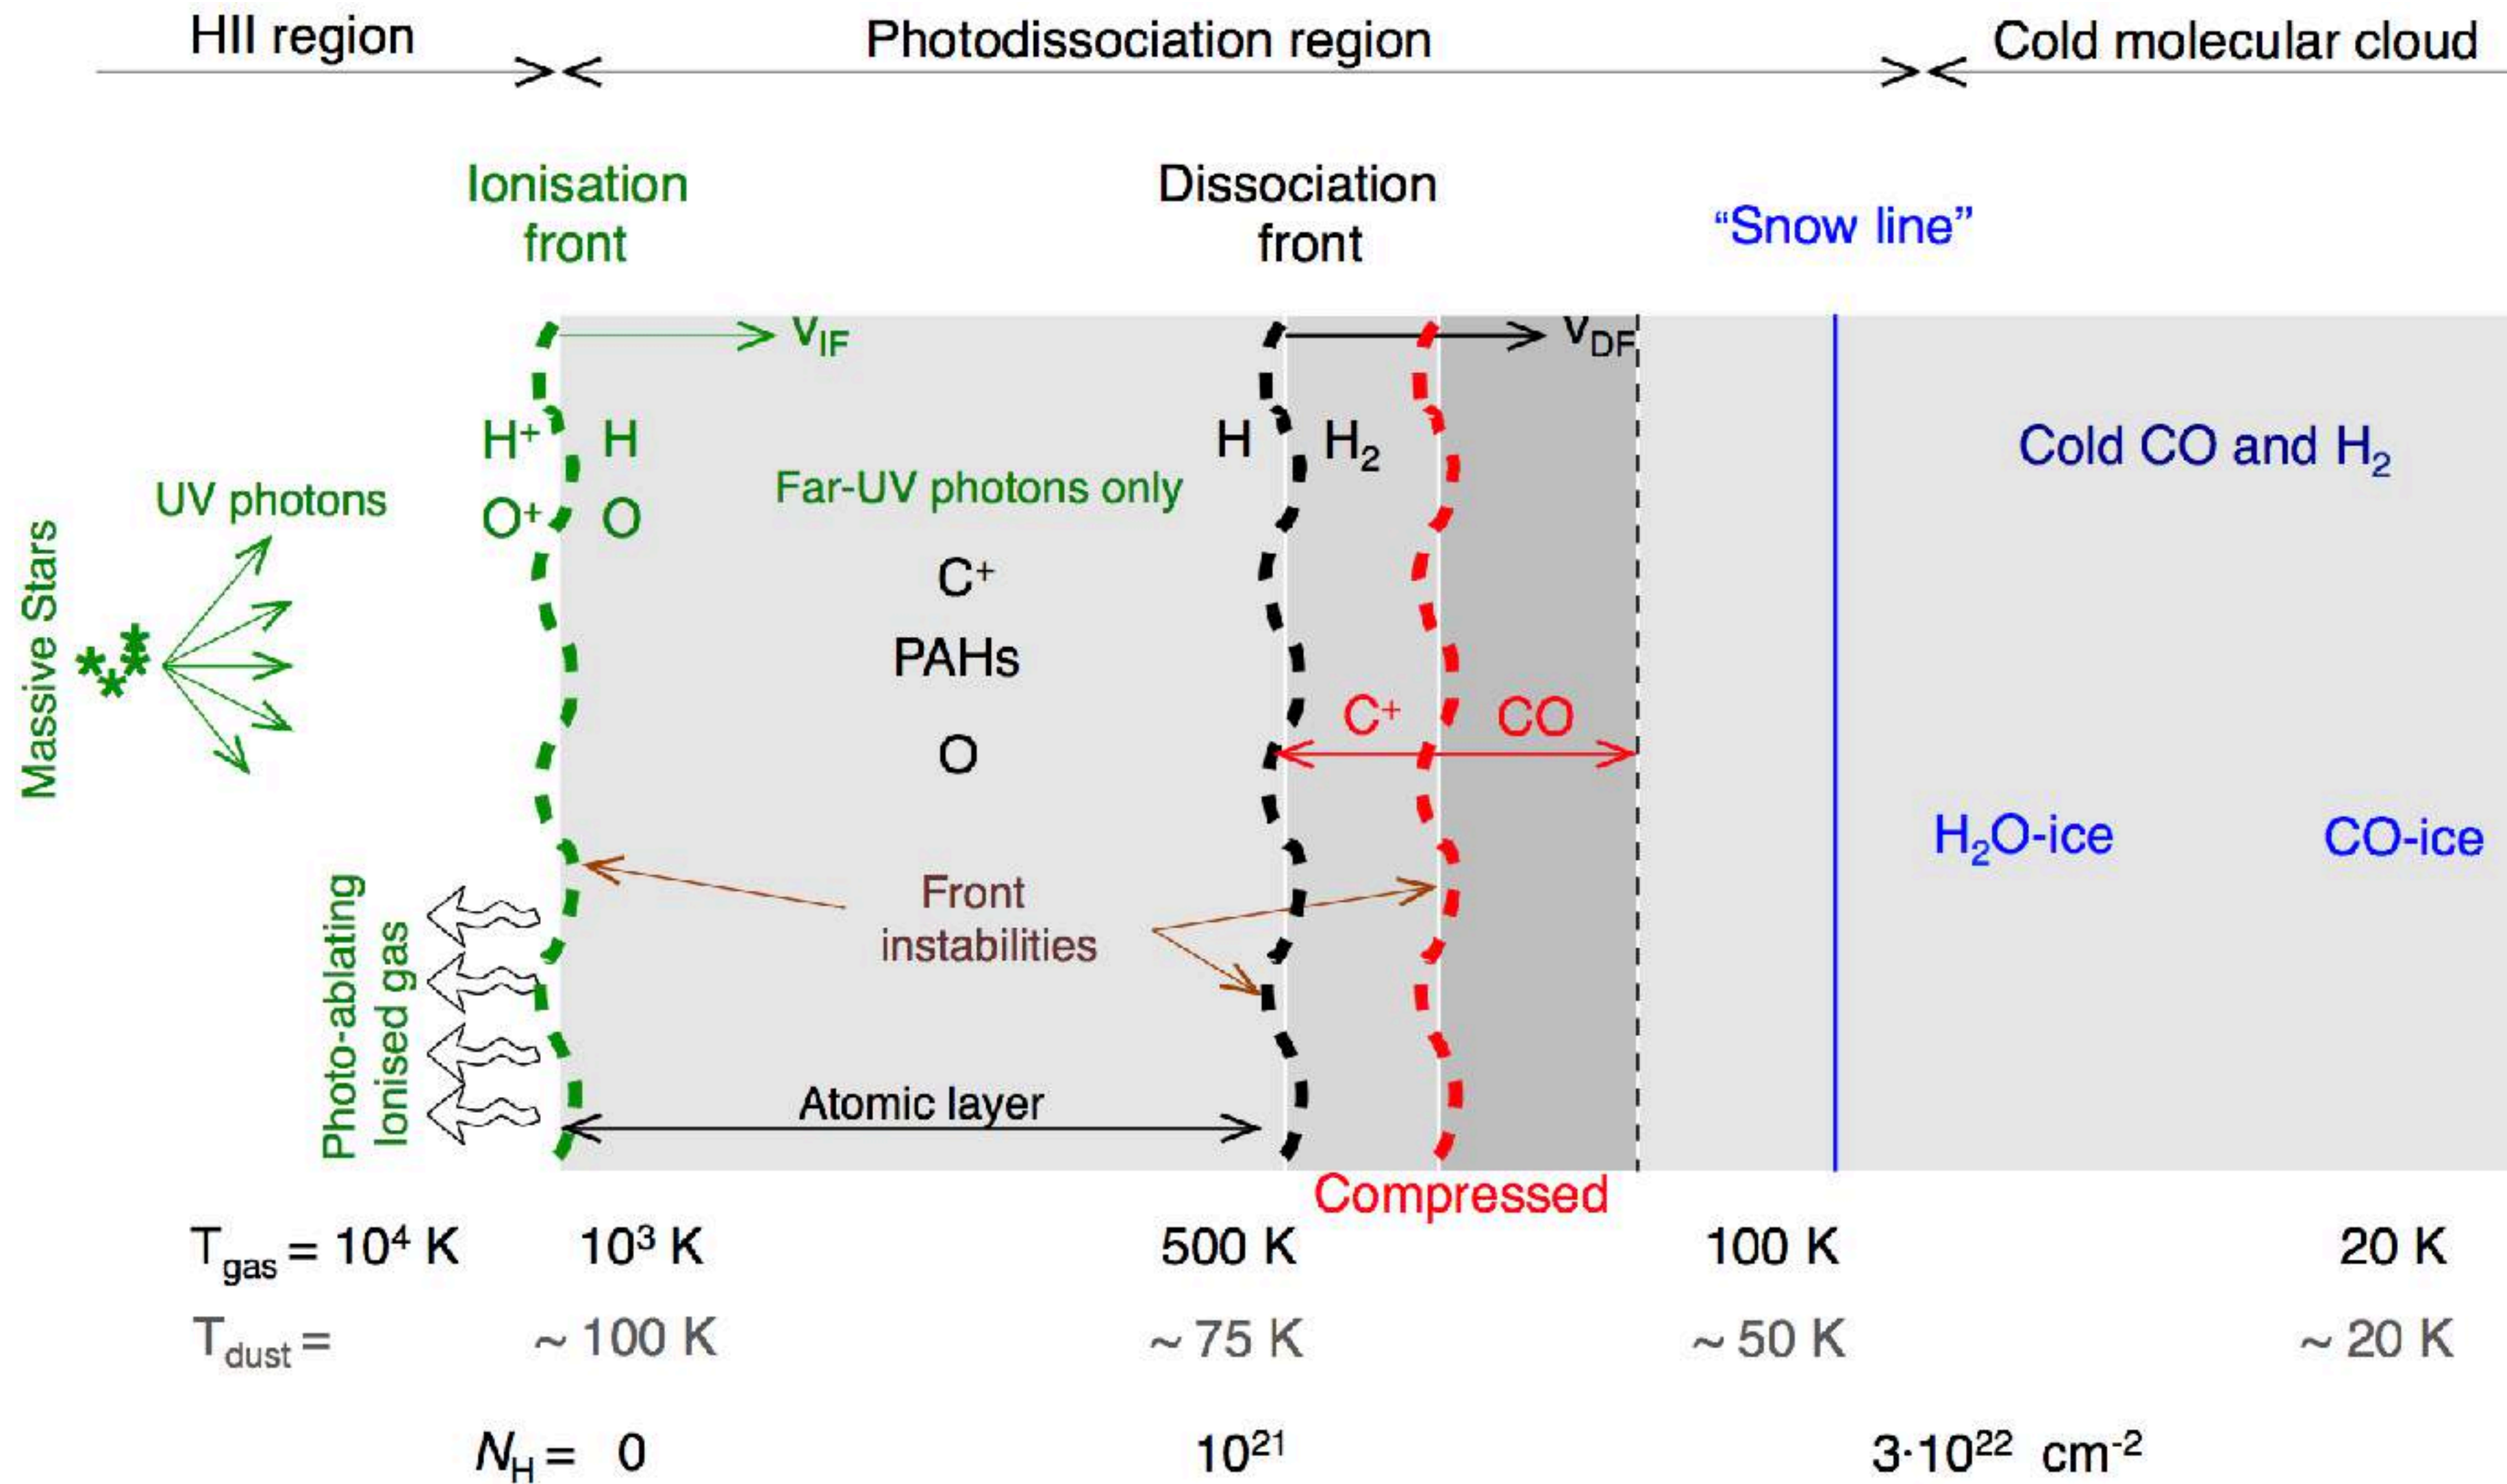 HII region
Photodissociation region
Cold molecular cloud
Ionisation
front
Dissociation
front
“Snow line”
V_IF
V_DF
H⁺
H
H
H₂
Cold CO and H₂
UV photons
Far-UV photons only
O⁺
O
Massive Stars
C⁺
PAHs
C⁺
CO
O
H₂O-ice
CO-ice
Front
instabilities
Photo-ablating
Ionised gas
Atomic layer
Compressed
T_gas = 10⁴ K 10³ K 500 K 100 K 20 K
T_dust = ~ 100 K ~ 75 K ~ 50 K ~ 20 K
N_H = 0 10²¹ 3·10²² cm⁻²